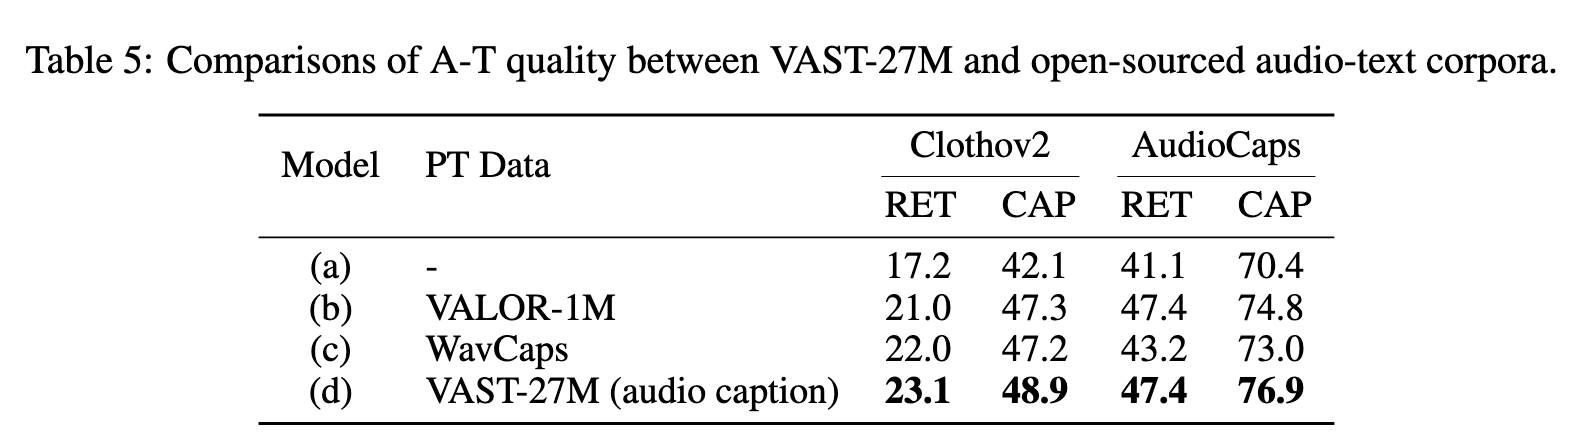 Table 5: Comparisons of A-T quality between VAST-27M and open-sourced audio-text corpora.
Model PT Data Clothov2 AudioCaps
RET CAP RET CAP
(a) - 17.2 42.1 41.1 70.4
(b) VALOR-1M 21.0 47.3 47.4 74.8
(c) WavCaps 22.0 47.2 43.2 73.0
(d) VAST-27M (audio caption) 23.1 48.9 47.4 76.9